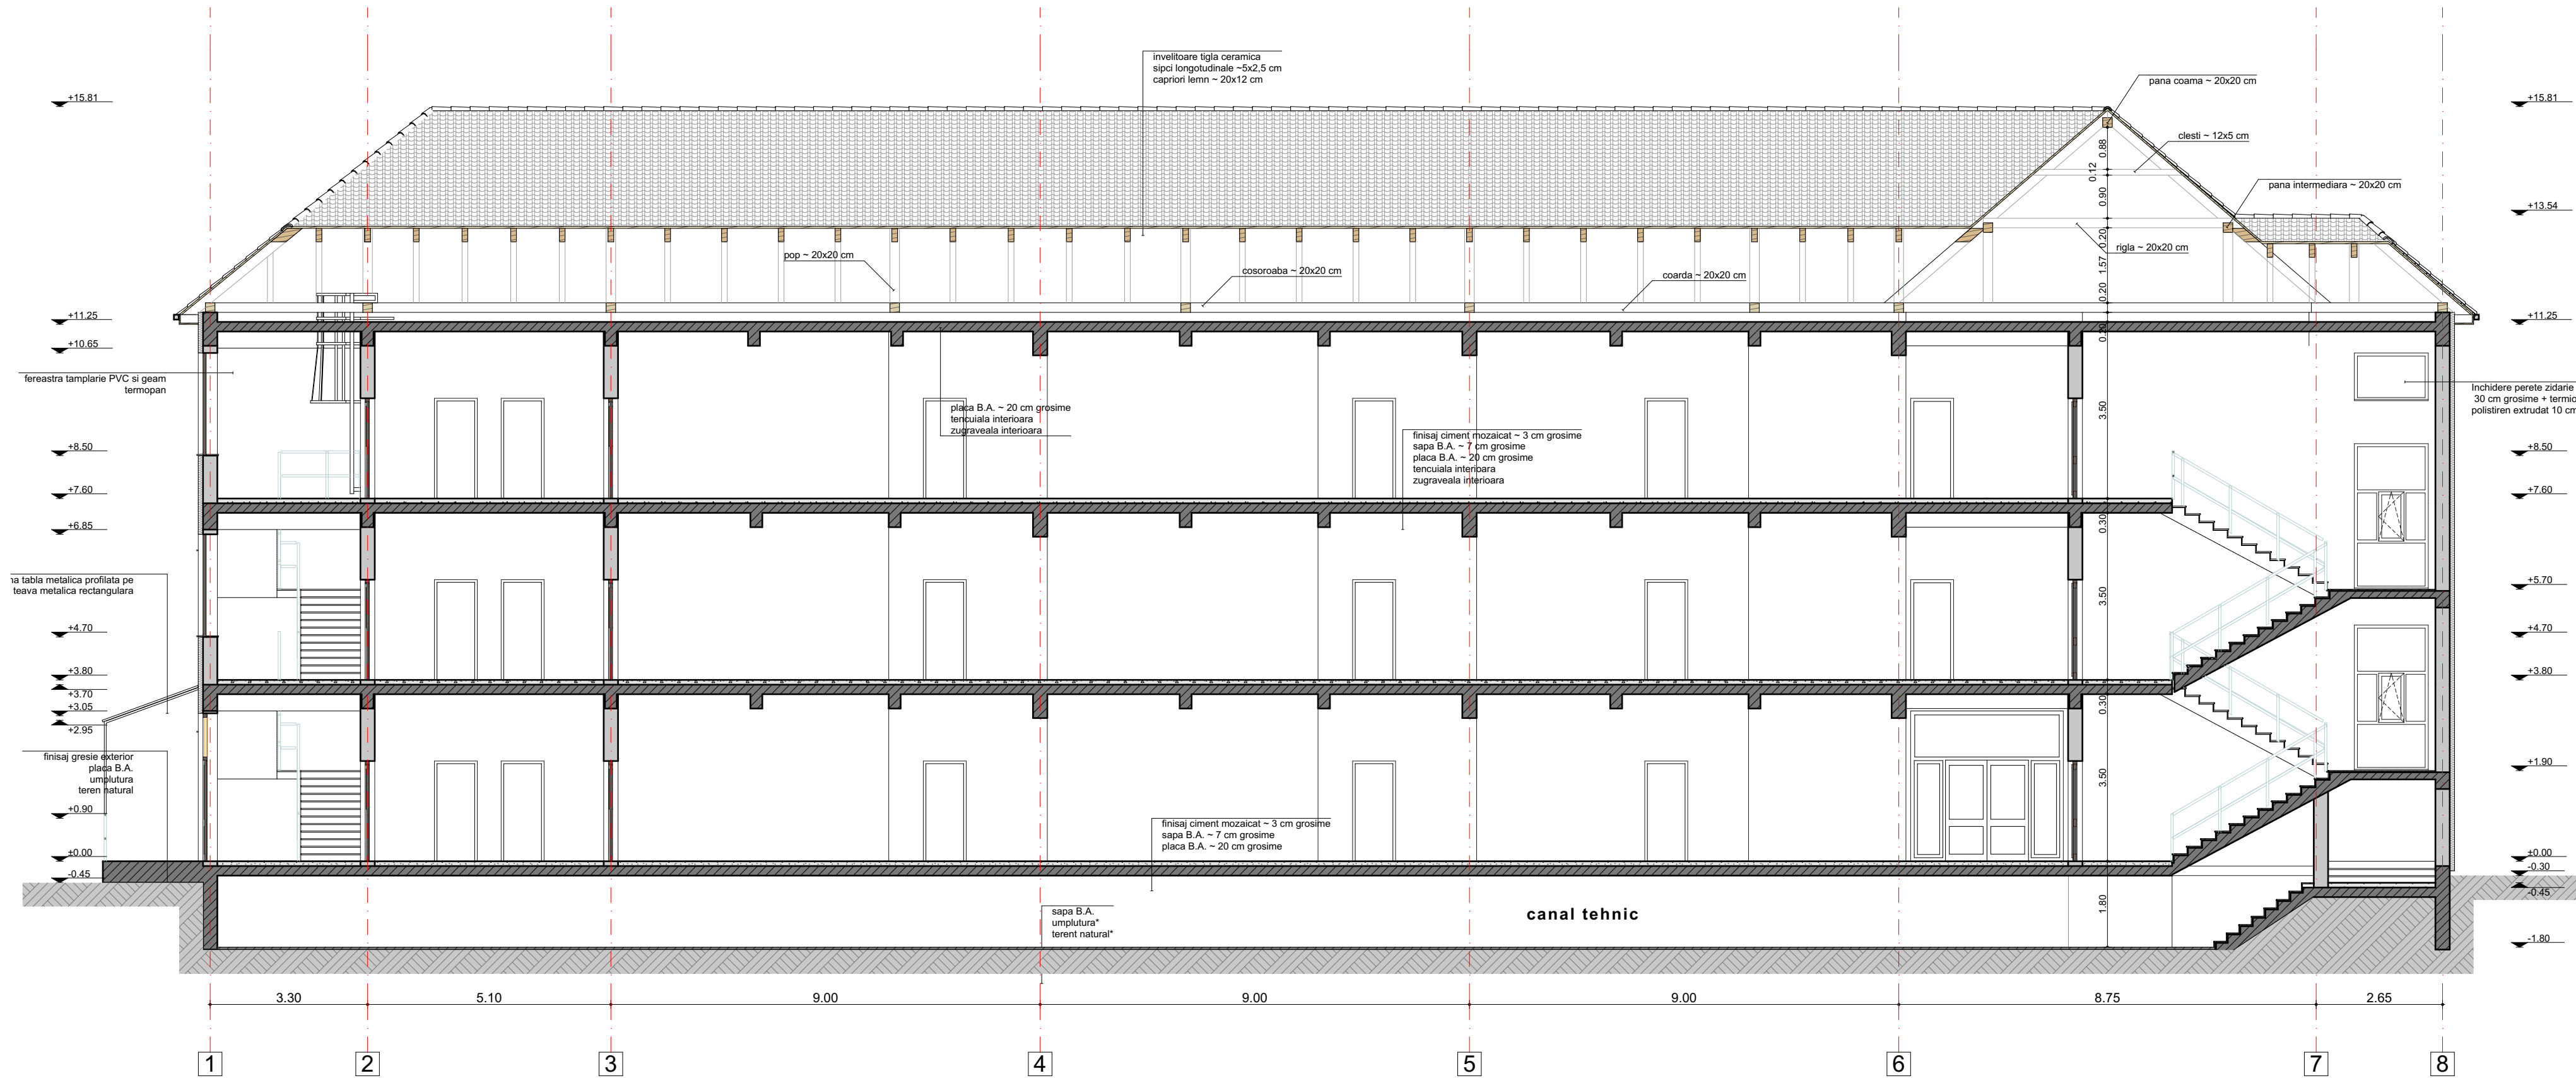 invelitoare tigla ceramica
sipci longotudinale ~5x2,5 cm
capriori lemn ~ 20x12 cm
pana coama ~ 20x20 cm
+15.81
+15.81
clesti ~ 12x5 cm
0.88
0.12
pana intermediara ~ 20x20 cm
0.90
+13.54
0.20
rigla ~ 20x20 cm
pop ~ 20x20 cm
cosoroaba ~ 20x20 cm
coarda ~ 20x20 cm
1.57
0.20
+11.25
+11.25
0.20
+10.65
fereastra tamplarie PVC si geam
termopan
Inchidere perete zidarie
30 cm grosime + termic
polistiren extrudat 10 cm
placa B.A. ~ 20 cm grosime
tencuiala interioara
zugraveala interioara
3.50
finisaj ciment mozaicat ~ 3 cm grosime
sapa B.A. ~ 7 cm grosime
placa B.A. ~ 20 cm grosime
tencuiala interioara
zugraveala interioara
+8.50
+8.50
+7.60
+7.60
0.30
+6.85
na tabla metalica profilata pe
teava metalica rectangulara
+5.70
3.50
+4.70
+4.70
+3.80
+3.80
+3.70
0.30
+3.05
+2.95
finisaj gresie exterior
placa B.A.
umplutura
teren natural
+1.90
3.50
+0.90
finisaj ciment mozaicat ~ 3 cm grosime
sapa B.A. ~ 7 cm grosime
placa B.A. ~ 20 cm grosime
±0.00
±0.00
-0.30
-0.45
-0.45
1.80
sapa B.A.
umplutura*
terent natural*
canal tehnic
-1.80
3.30
5.10
9.00
9.00
9.00
8.75
2.65
1
2
3
4
5
6
7
8